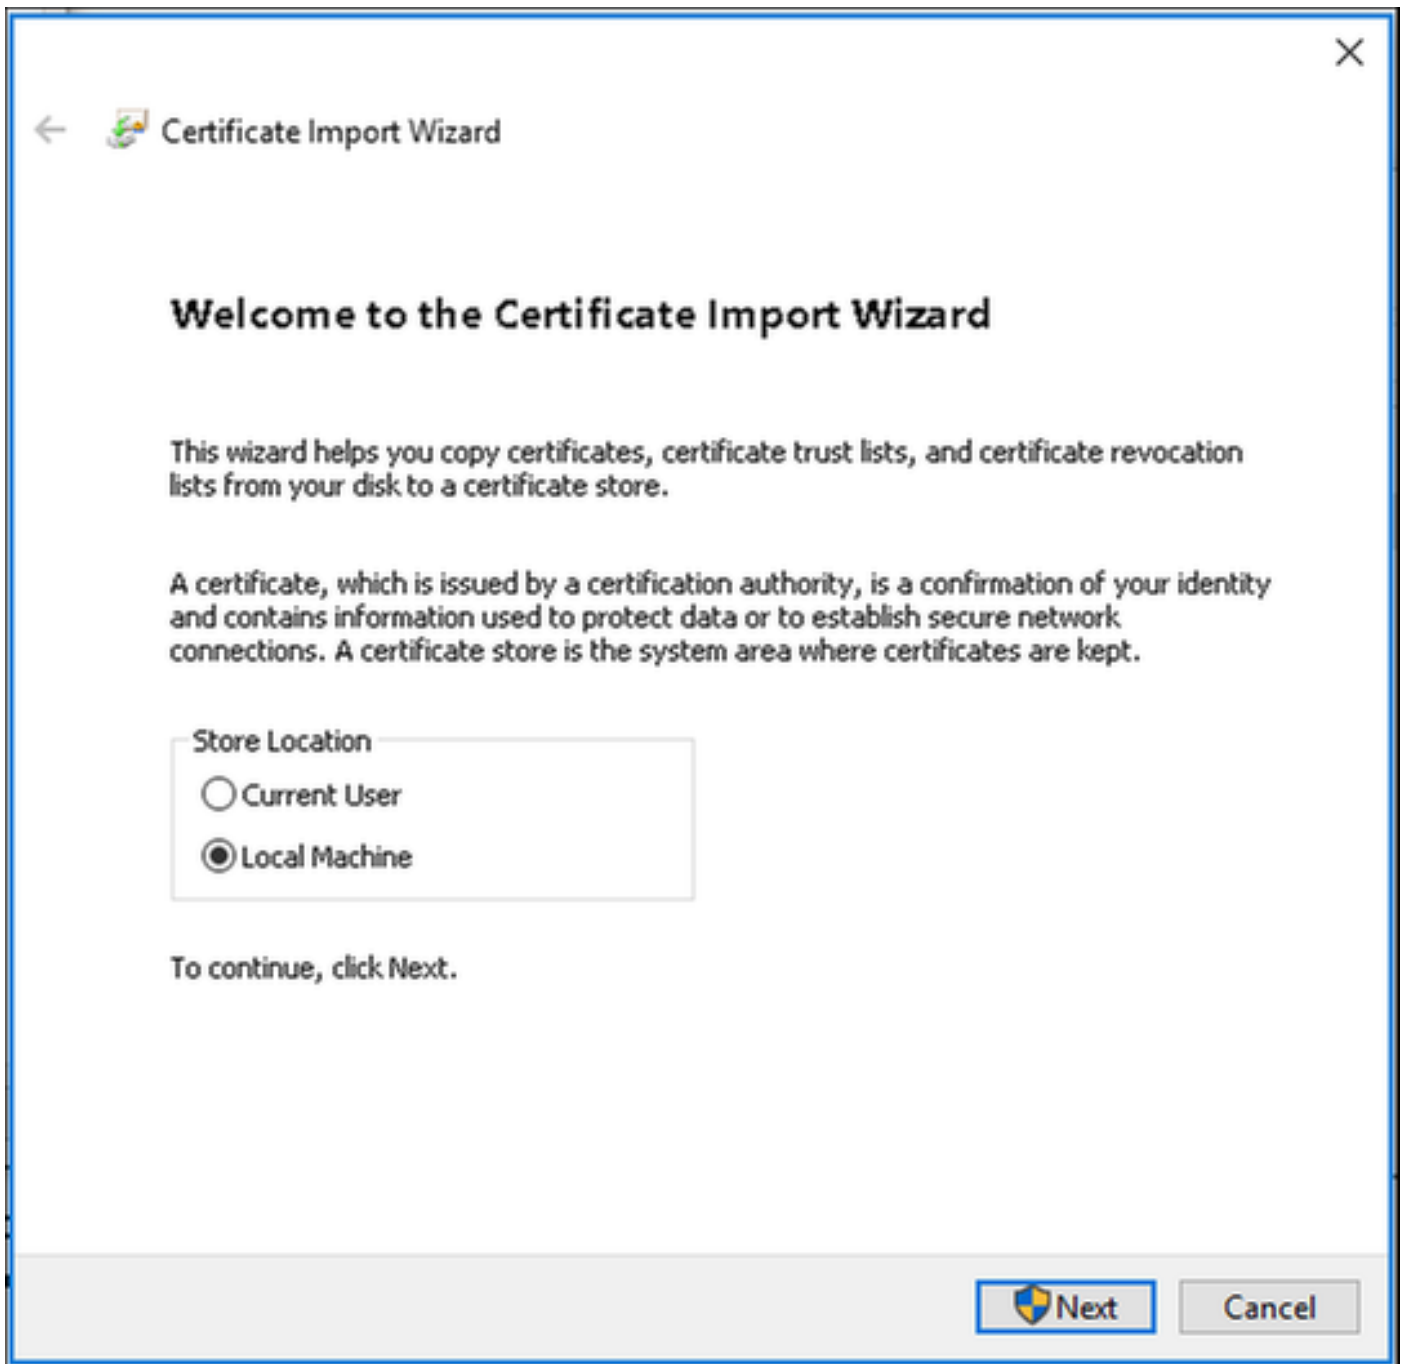 Certificate Import Wizard
Welcome to the Certificate Import Wizard
This wizard helps you copy certificates, certificate trust lists, and certificate revocation
lists from your disk to a certificate store.
A certificate, which is issued by a certification authority, is a confirmation of your identity
and contains information used to protect data or to establish secure network
connections. A certificate store is the system area where certificates are kept.
Store Location
Current User
Local Machine
To continue, click Next.
Next
Cancel